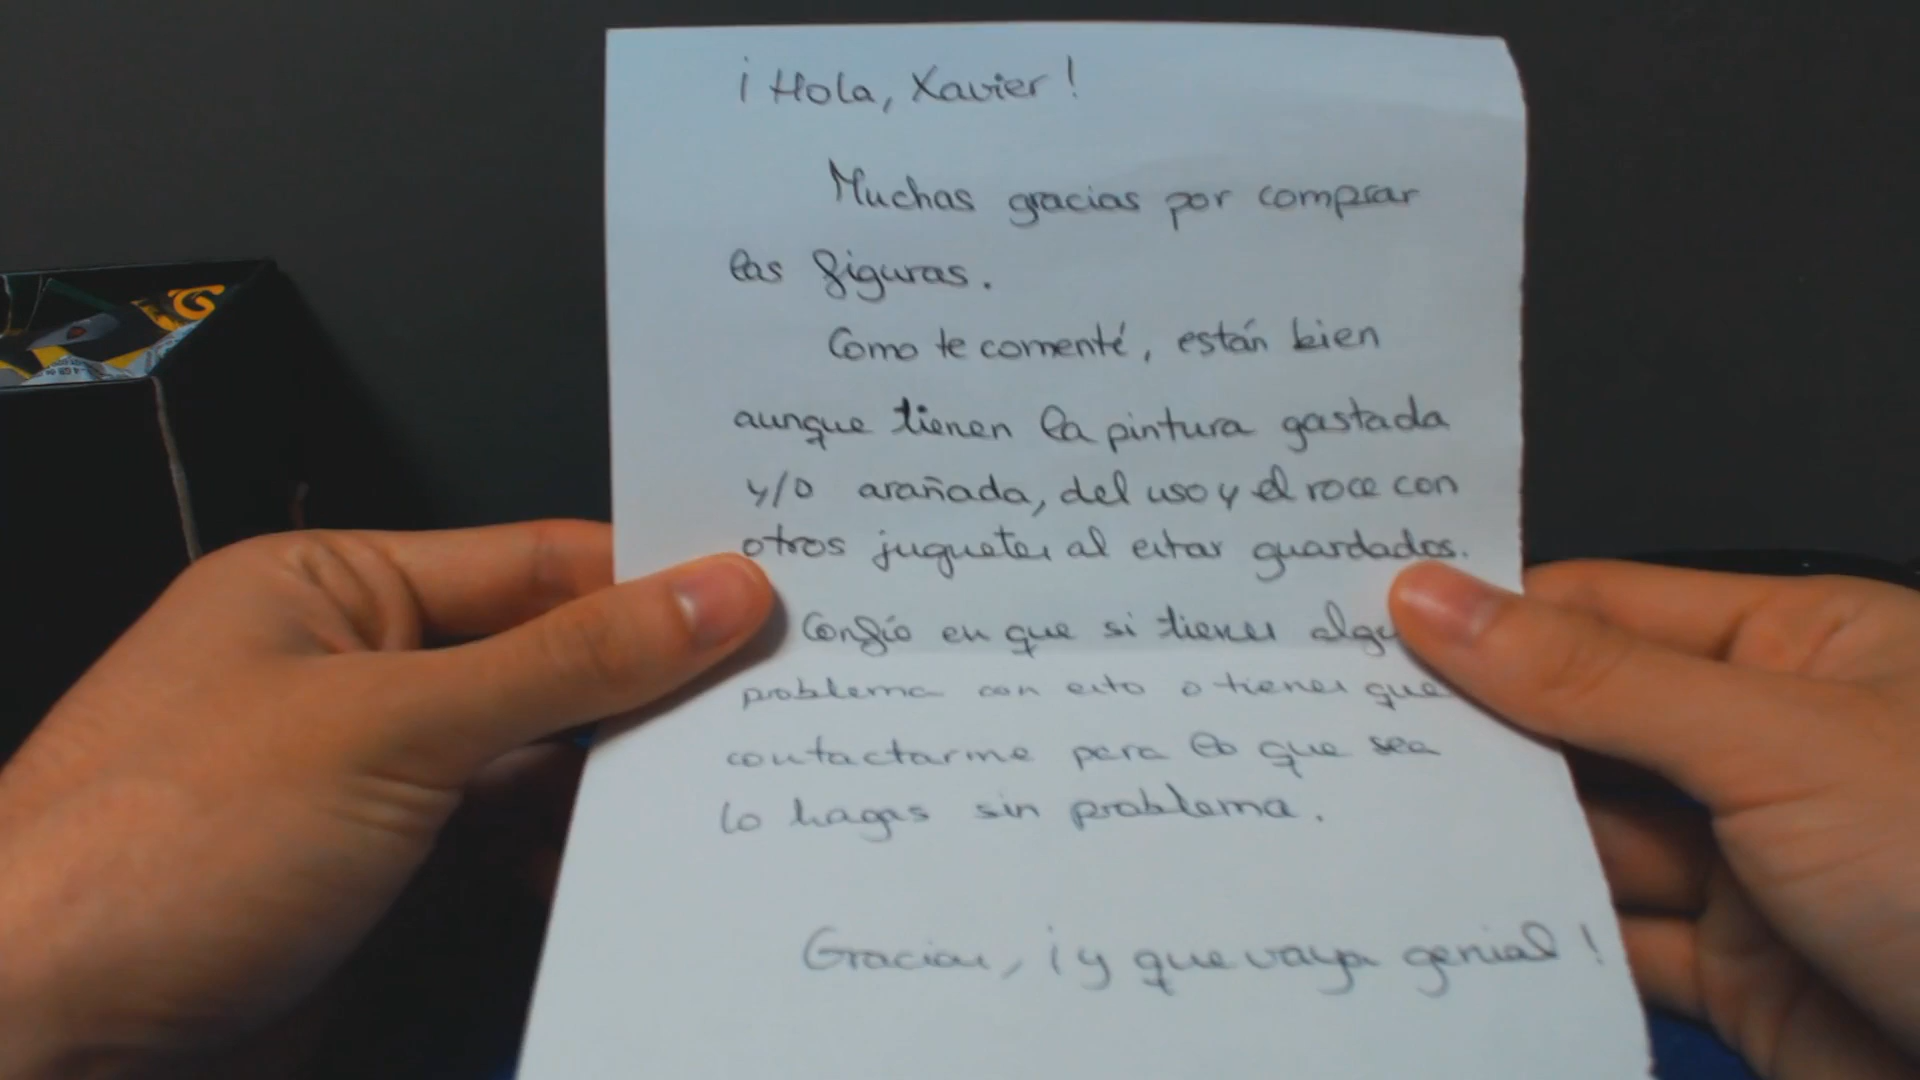 ¡Hola, Xavier!
Muchas gracias por comprar
las figuras.
Como te comenté, están bien
aunque tienen la pintura gastada
y/o arañada, del uso y el roce con
otros juguetes al estar guardados.
Confío en que si tienes algu
problema con esto o tienes que
contactarme para lo que sea
lo hagas sin problema.
Gracias, ¡y que vaya genial!